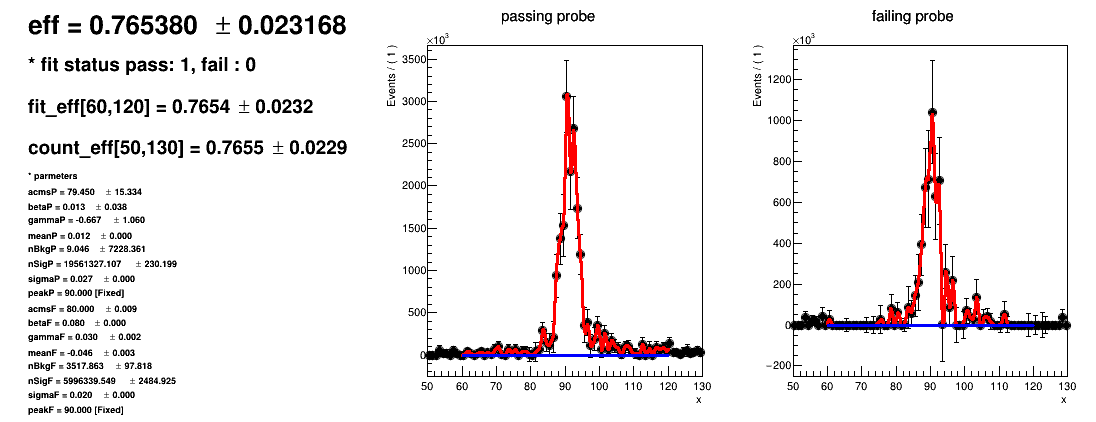 eff = 0.765380 ± 0.023168
* fit status pass: 1, fail : 0
fit_eff[60,120] = 0.7654 ± 0.0232
count_eff[50,130] = 0.7655 ± 0.0229
* parmeters
acmsP = 79.450 ± 15.334
betaP = 0.013 ± 0.038
gammaP = -0.667 ± 1.060
meanP = 0.012 ± 0.000
nBkgP = 9.046 ± 7228.361
nSigP = 19561327.107 ± 230.199
sigmaP = 0.027 ± 0.000
peakP = 90.000 [Fixed]
acmsF = 80.000 ± 0.009
betaF = 0.080 ± 0.000
gammaF = 0.030 ± 0.002
meanF = -0.046 ± 0.003
nBkgF = 3517.863 ± 97.818
nSigF = 5996339.549 ± 2484.925
sigmaF = 0.020 ± 0.000
peakF = 90.000 [Fixed]
passing probe
×10³
Events / ( 1 )
3500
3000
2500
2000
1500
1000
500
0
50 60 70 80 90 100 110 120 130
x
failing probe
×10³
Events / ( 1 )
1200
1000
800
600
400
200
0
−200
50 60 70 80 90 100 110 120 130
x